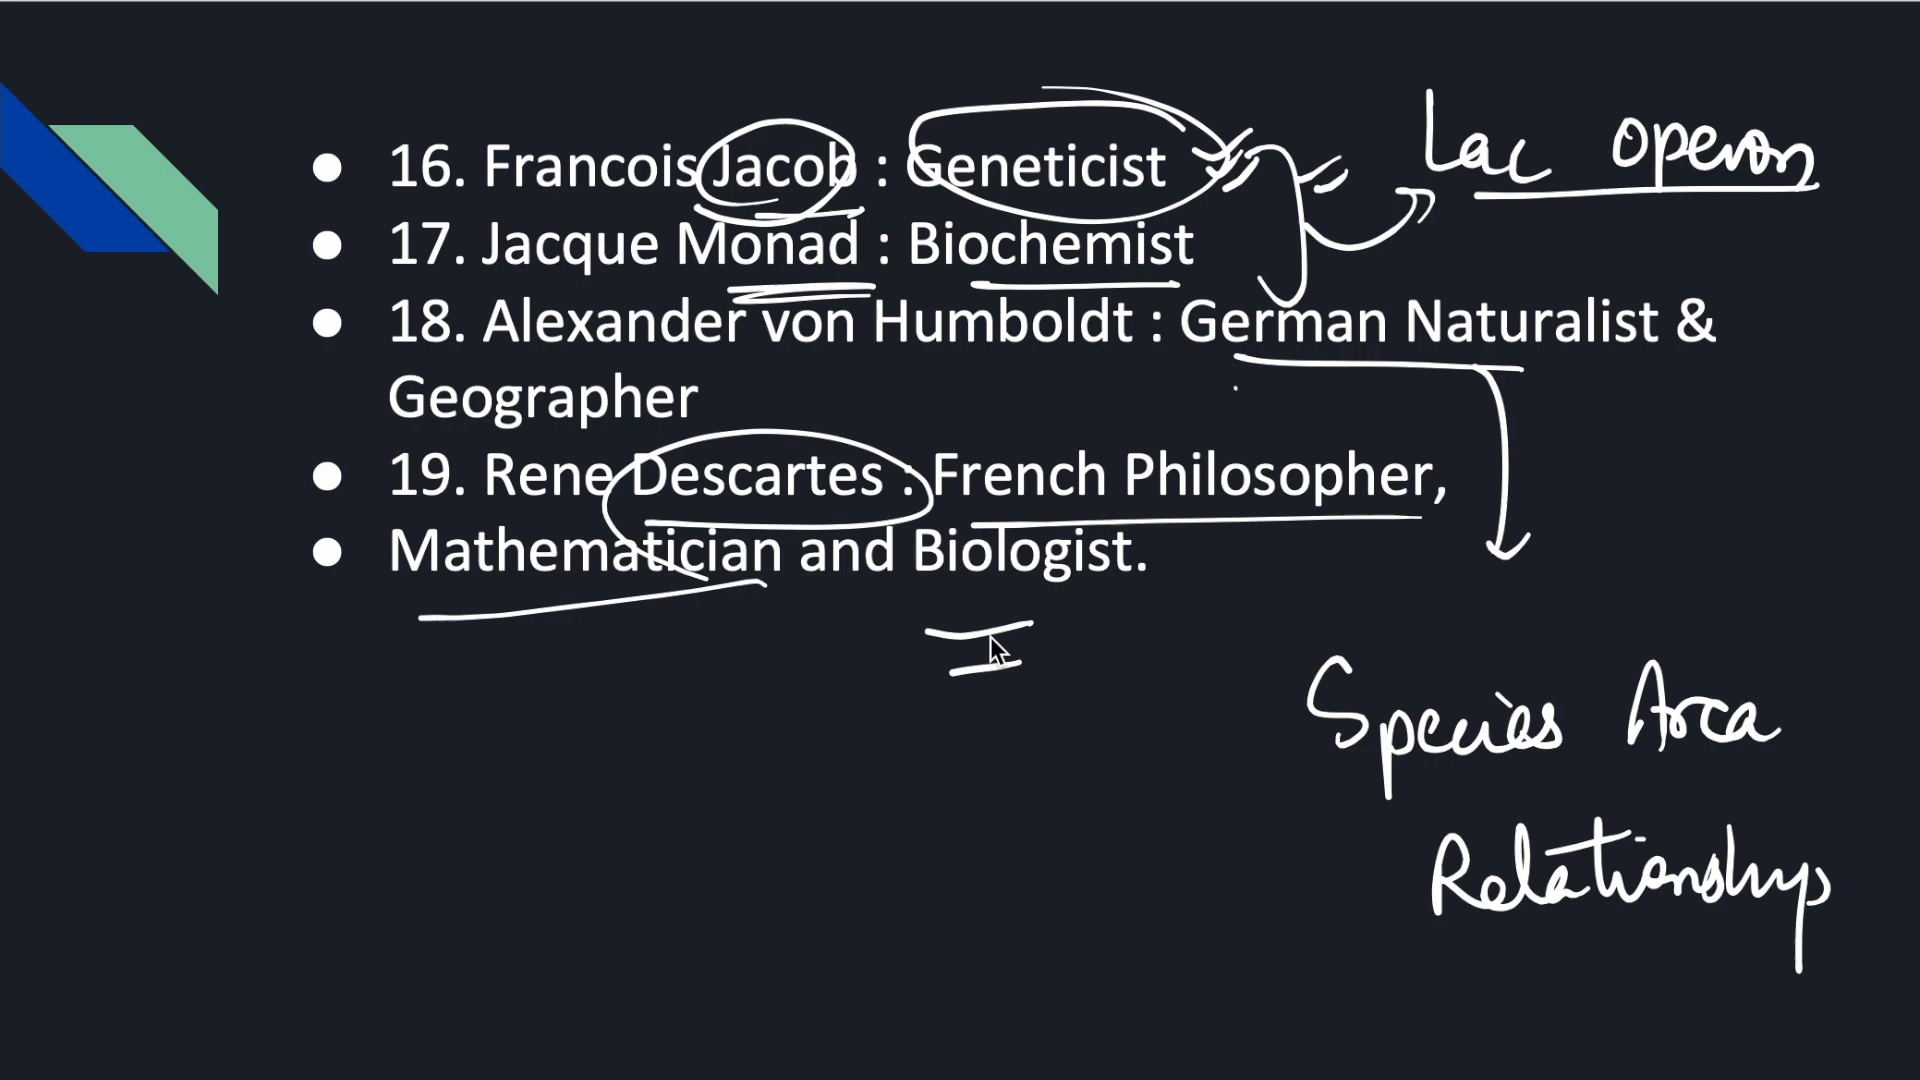 ● 16. Francois Jacob : Geneticist
Lac operon
● 17. Jacque Monad : Biochemist
● 18. Alexander von Humboldt : German Naturalist &
Geographer
● 19. Rene Descartes : French Philosopher,
● Mathematician and Biologist.
Species Area
Relationship